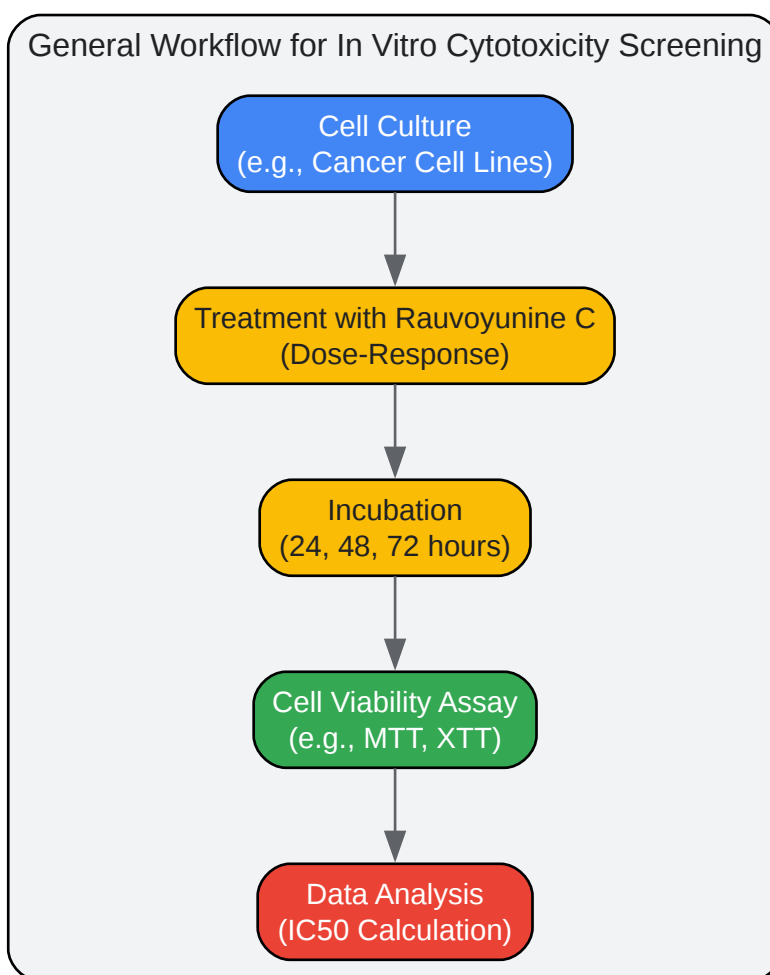 General Workflow for In Vitro Cytotoxicity Screening
Cell Culture
(e.g., Cancer Cell Lines)
Treatment with Rauvoyunine C
(Dose-Response)
Incubation
(24, 48, 72 hours)
Cell Viability Assay
(e.g., MTT, XTT)
Data Analysis
(IC50 Calculation)